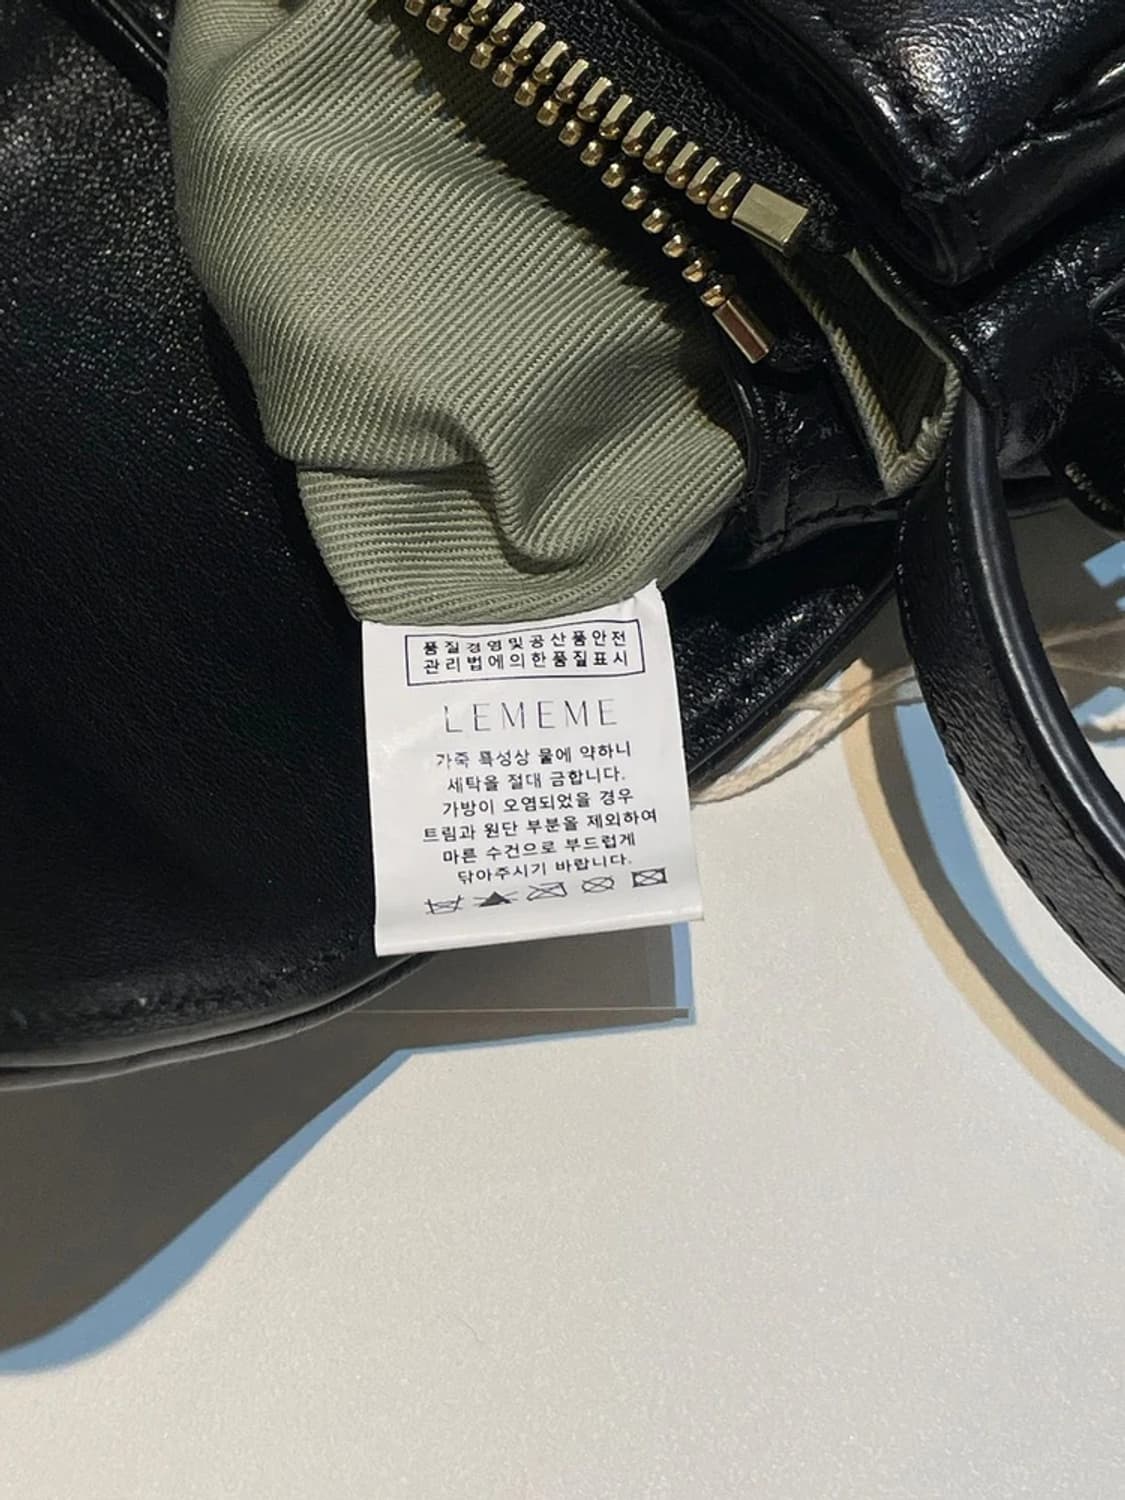 품질경영및공산품안전
관리법에의한품질표시
LEMEME
가죽 특성상 물에 약하니
세탁을 절대 금합니다.
가방이 오염되었을 경우
트림과 원단 부분을 제외하여
마른 수건으로 부드럽게
닦아주시기 바랍니다.